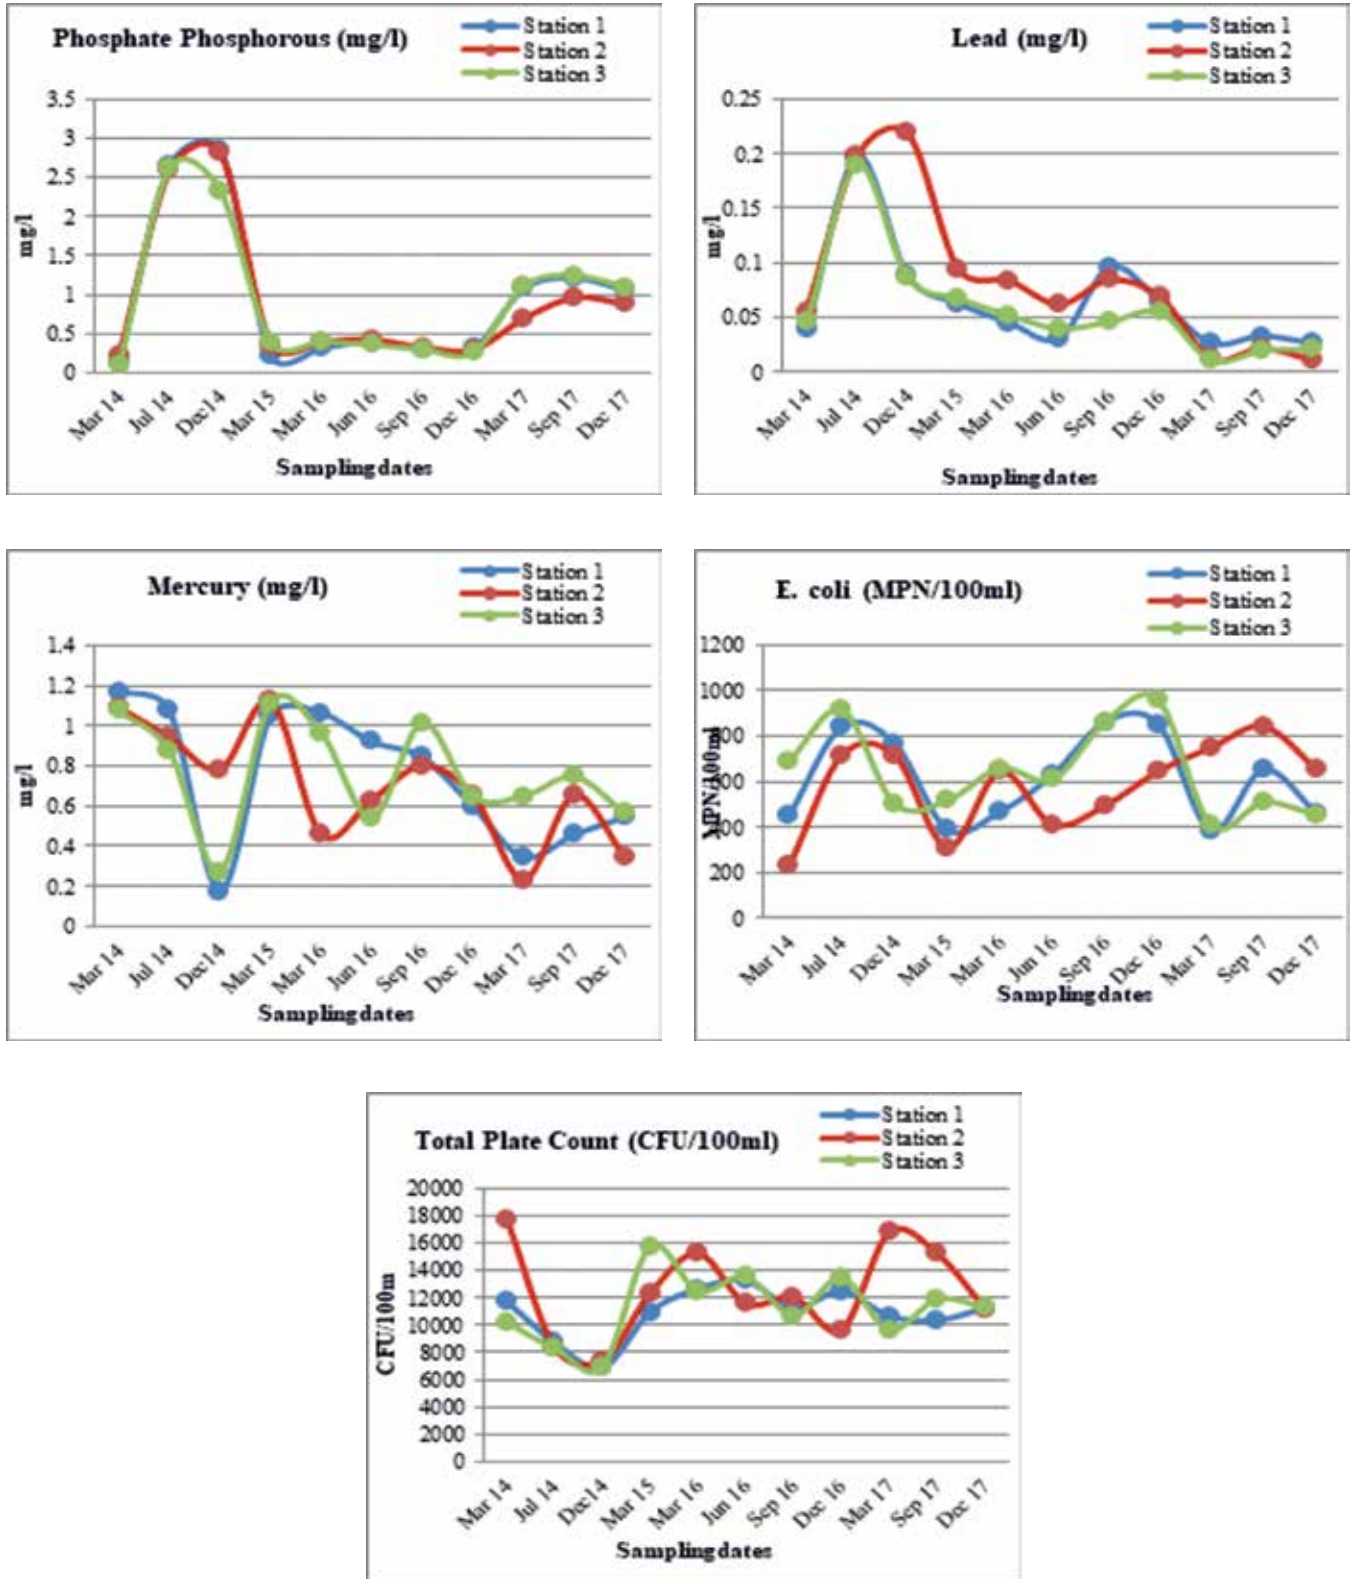 Phosphate Phosphorous (mg/l)
Station 1
Station 2
Station 3
3.5
3
2.5
2
1.5
1
0.5
0
mg/l
Mar 14
Jul 14
Dec14
Mar 15
Mar 16
Jun 16
Sep 16
Dec 16
Mar 17
Sep 17
Dec 17
Samplingdates
Lead (mg/l)
Station 1
Station 2
Station 3
0.25
0.2
0.15
0.1
0.05
0
mg/l
Mar 14
Jul 14
Dec14
Mar 15
Mar 16
Jun 16
Sep 16
Dec 16
Mar 17
Sep 17
Dec 17
Samplingdates
Mercury (mg/l)
Station 1
Station 2
Station 3
1.4
1.2
1
0.8
0.6
0.4
0.2
0
mg/l
Mar 14
Jul 14
Dec14
Mar 15
Mar 16
Jun 16
Sep 16
Dec 16
Mar 17
Sep 17
Dec 17
Samplingdates
E. coli (MPN/100ml)
Station 1
Station 2
Station 3
1200
1000
800
600
400
200
0
MPN/100ml
Mar 14
Jul 14
Dec14
Mar 15
Mar 16
Jun 16
Sep 16
Dec 16
Mar 17
Sep 17
Dec 17
Samplingdates
Total Plate Count (CFU/100ml)
Station 1
Station 2
Station 3
20000
18000
16000
14000
12000
10000
8000
6000
4000
2000
0
CFU/100m
Mar 14
Jul 14
Dec14
Mar 15
Mar 16
Jun 16
Sep 16
Dec 16
Mar 17
Sep 17
Dec 17
Samplingdates